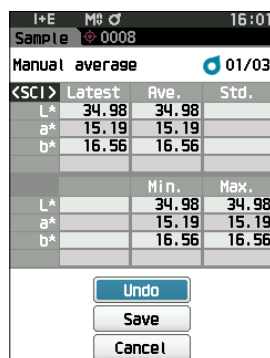 I+E M❾ ♂ 16:01
Sample 0008
Manual average 01/03
<SCI> Latest Ave. Std.
L* 34.98 34.98
a* 15.19 15.19
b* 16.56 16.56
Min. Max.
L* 34.98 34.98
a* 15.19 15.19
b* 16.56 16.56
Undo
Save
Cancel